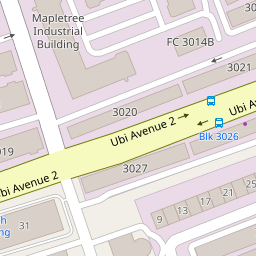 Mapletree
Industrial
Building
FC 3014B
3021
3020
Ubi Avenue 2
Ubi Av
Blk 3026
3019
3027
Ubi Avenue 2
21
25
17
13
9
31